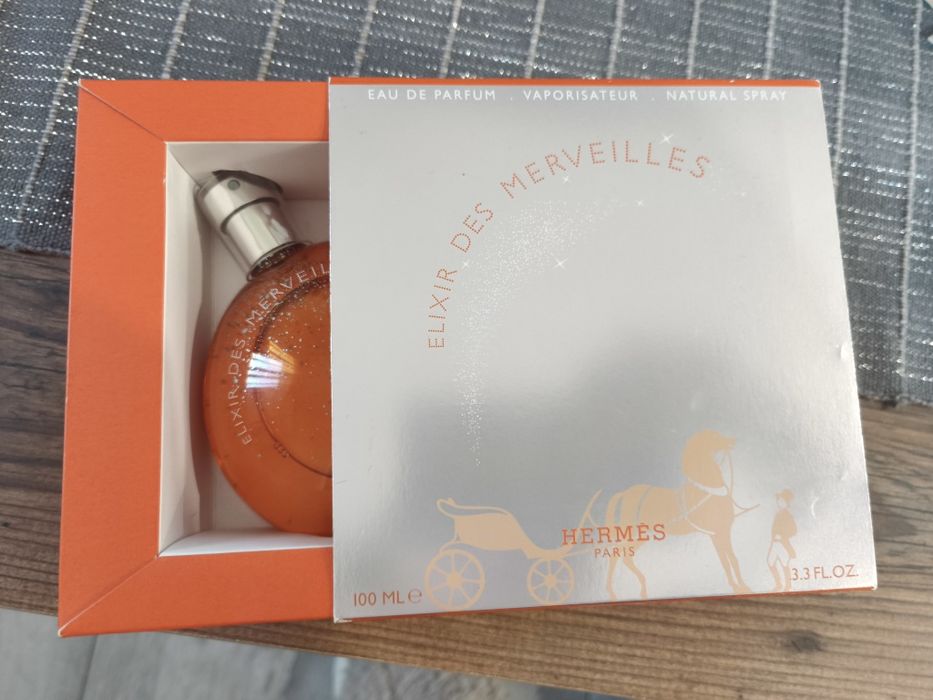 EAU DE PARFUM . VAPORISATEUR . NATURAL SPRAY
ELIXIR DES MERVEILLES
ELIXIR DES MERVEIL
HERMÈS
PARIS
100 ML ℮
3.3 FL.OZ.